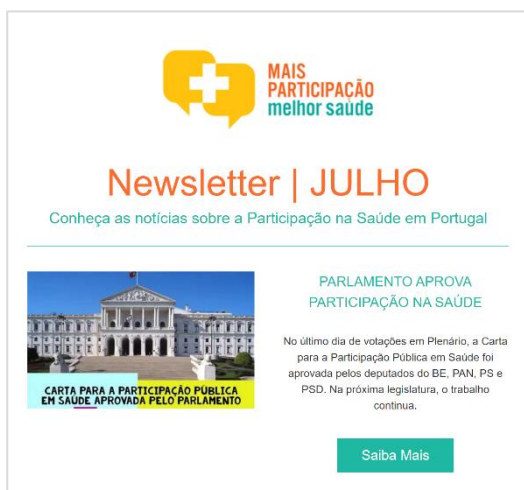 MAIS
PARTICIPAÇÃO
melhor saúde
Newsletter | JULHO
Conheça as notícias sobre a Participação na Saúde em Portugal
CARTA PARA A PARTICIPAÇÃO PÚBLICA
EM SAÚDE APROVADA PELO PARLAMENTO
PARLAMENTO APROVA
PARTICIPAÇÃO NA SAÚDE
No último dia de votações em Plenário, a Carta
para a Participação Pública em Saúde foi
aprovada pelos deputados do BE, PAN, PS e
PSD. Na próxima legislatura, o trabalho
continua.
Saiba Mais